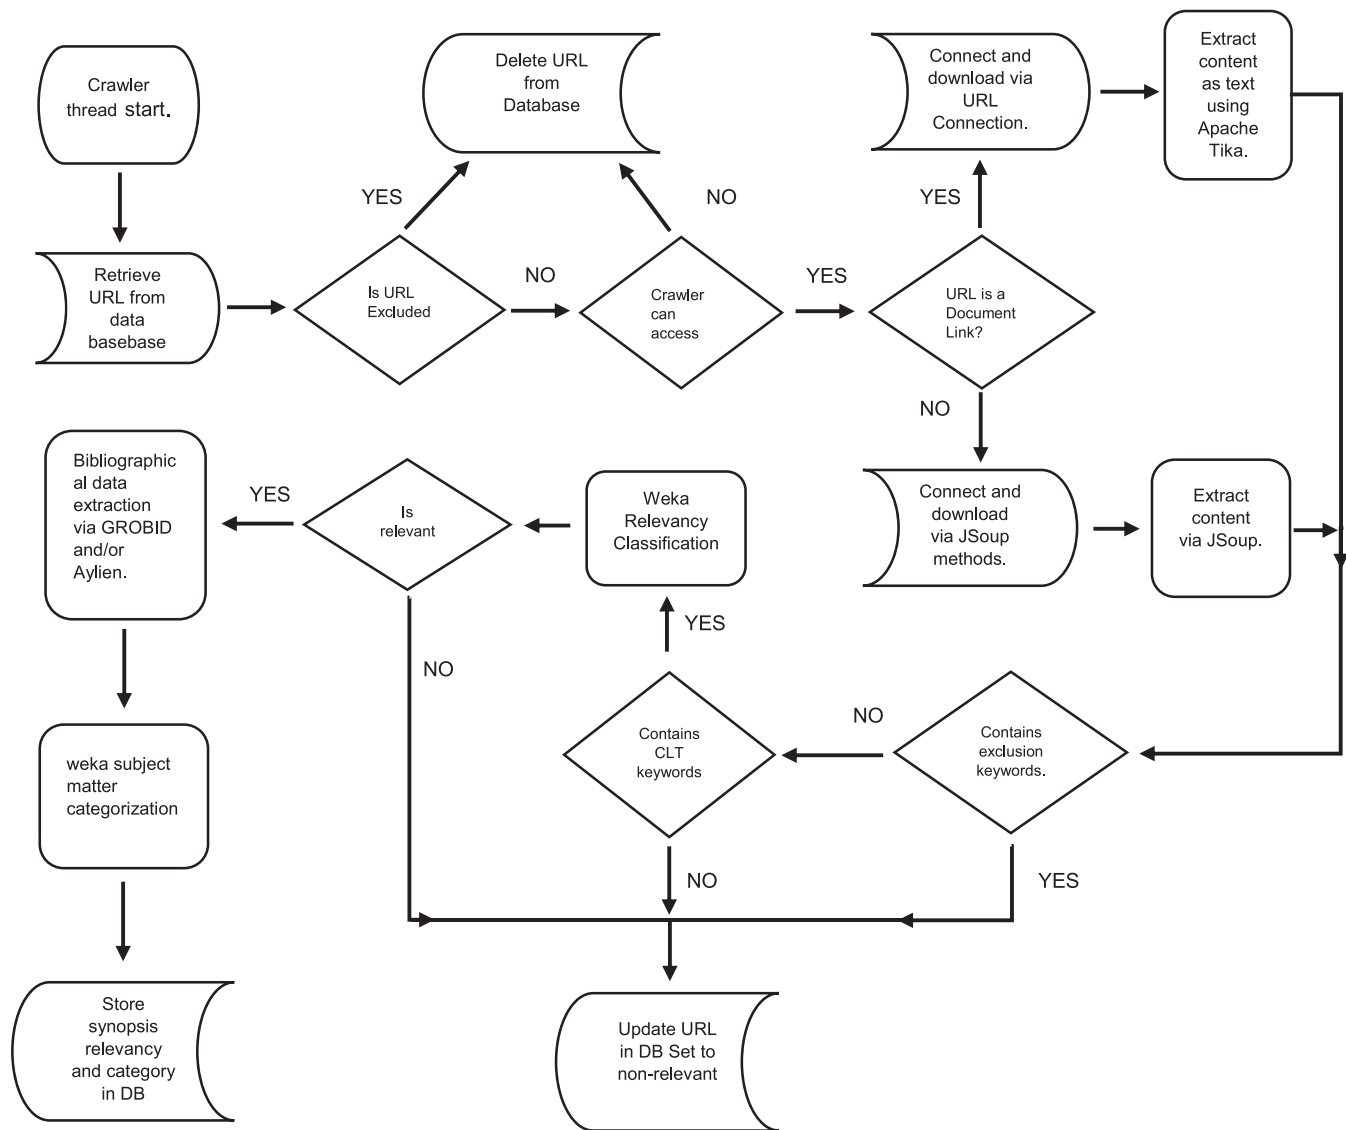 Crawler
thread start.
Delete URL
from
Database
Connect and
download via
URL
Connection.
Extract
content
as text
using
Apache
Tika.
YES
NO
YES
Retrieve
URL from
data
basebase
Is URL
Excluded
NO
Crawler
can
access
YES
URL is a
Document
Link?
NO
Bibliographic
al data
extraction
via GROBID
and/or
Aylien.
YES
Is
relevant
Weka
Relevancy
Classification
Connect and
download
via JSoup
methods.
Extract
content
via JSoup.
YES
NO
weka subject
matter
categorization
Contains
CLT
keywords
NO
Contains
exclusion
keywords.
NO
YES
Store
synopsis
relevancy
and category
in DB
Update URL
in DB Set to
non-relevant